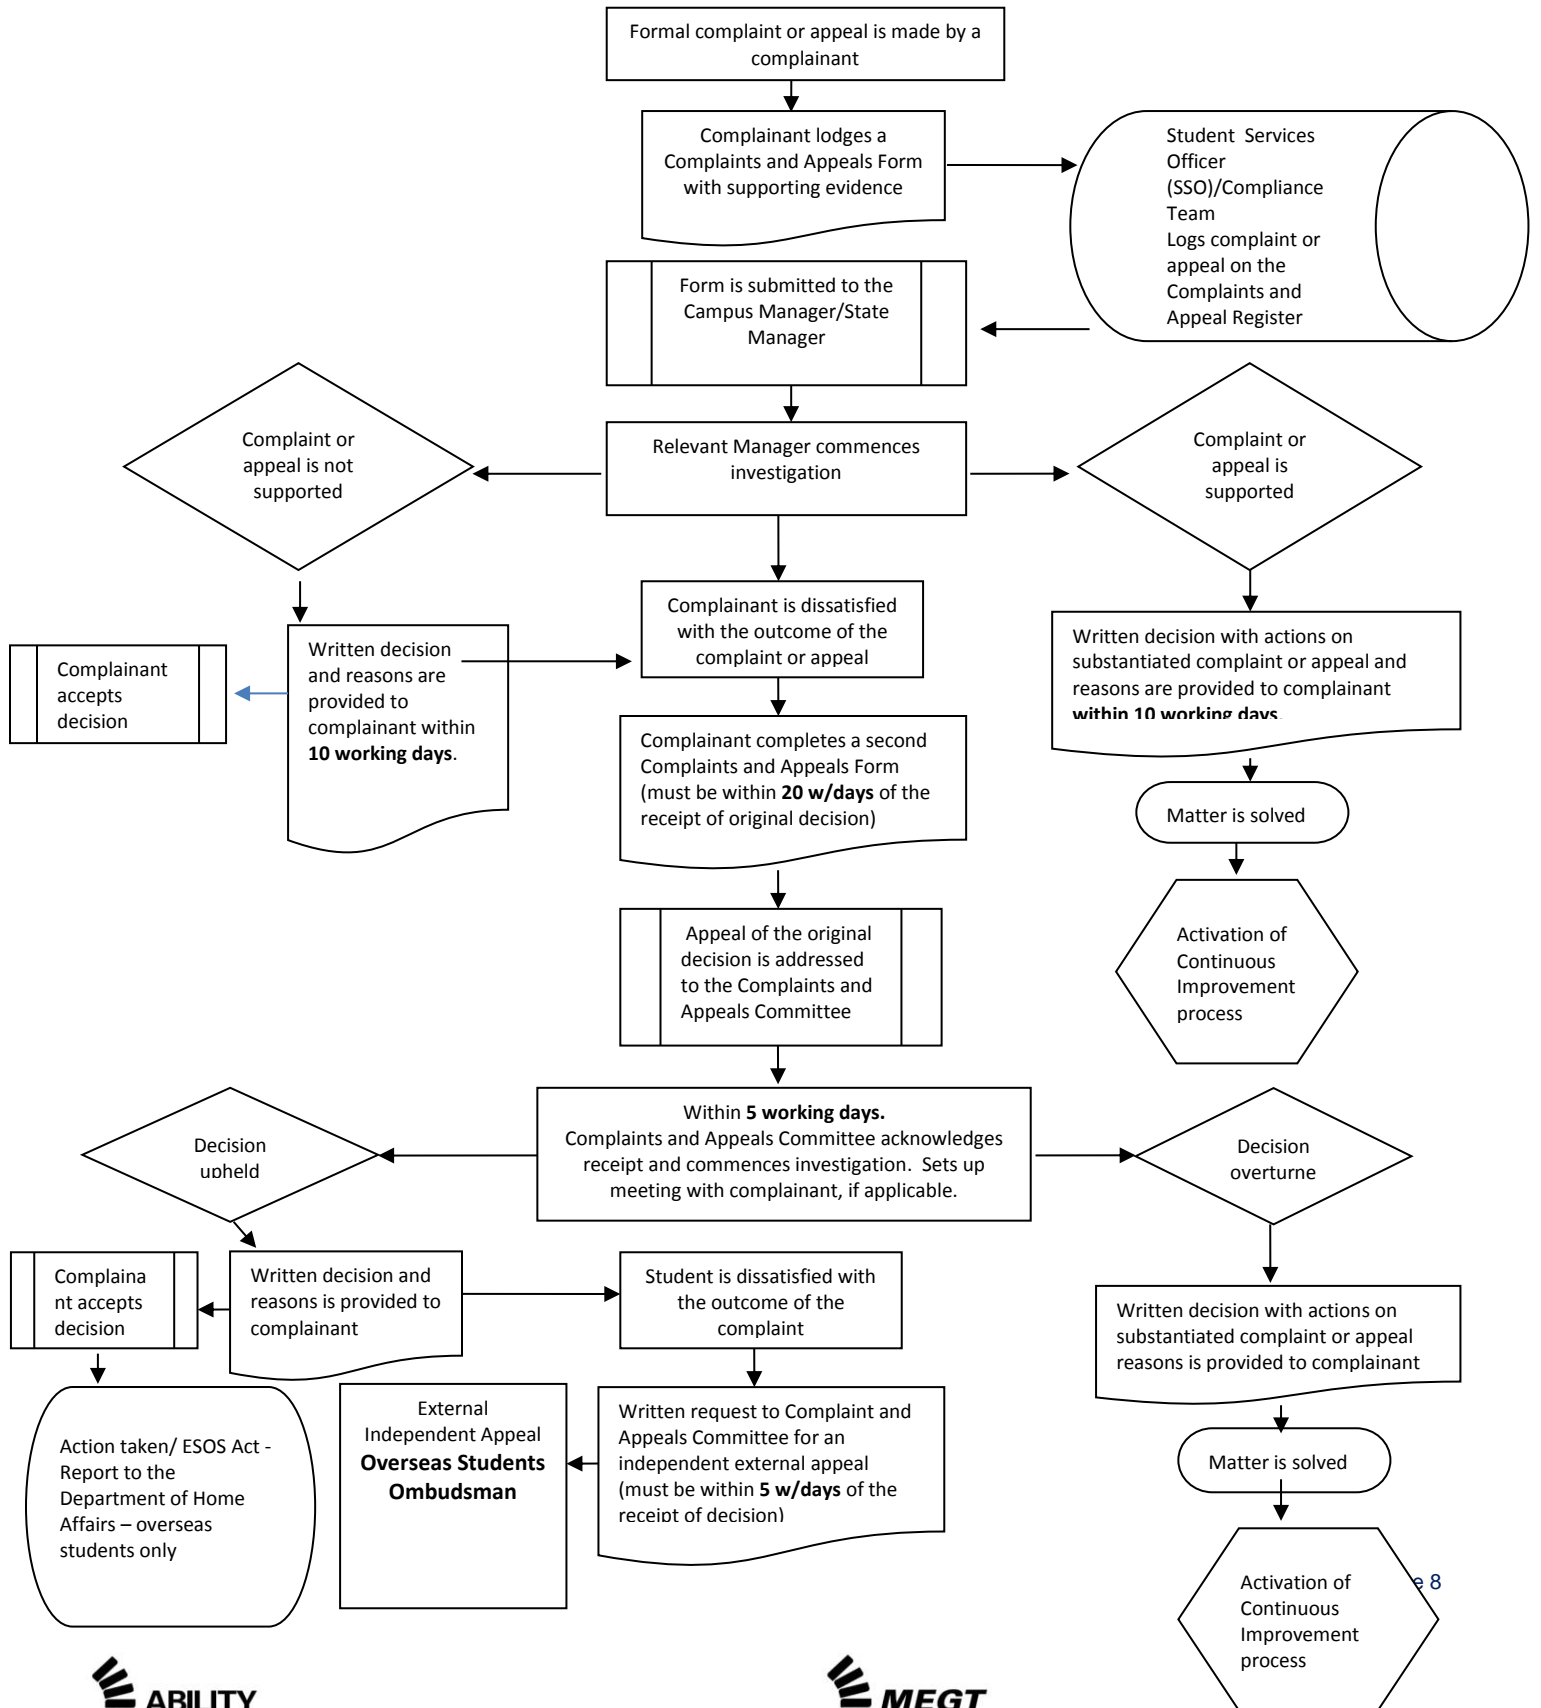 Formal complaint or appeal is made by a
complainant
Complainant lodges a
Complaints and Appeals Form
with supporting evidence
Student Services
Officer
(SSO)/Compliance
Team
Logs complaint or
appeal on the
Complaints and
Appeal Register
Form is submitted to the
Campus Manager/State
Manager
Complaint or
appeal is not
supported
Relevant Manager commences
investigation
Complaint or
appeal is
supported
Complainant
accepts
decision
Written decision
and reasons are
provided to
complainant within
10 working days.
Complainant is dissatisfied
with the outcome of the
complaint or appeal
Written decision with actions on
substantiated complaint or appeal and
reasons are provided to complainant
within 10 working days.
Complainant completes a second
Complaints and Appeals Form
(must be within 20 w/days of the
receipt of original decision)
Matter is solved
Appeal of the original
decision is addressed
to the Complaints and
Appeals Committee
Activation of
Continuous
Improvement
process
Decision
upheld
Within 5 working days.
Complaints and Appeals Committee acknowledges
receipt and commences investigation. Sets up
meeting with complainant, if applicable.
Decision
overturne
Complaina
nt accepts
decision
Written decision and
reasons is provided to
complainant
Student is dissatisfied with
the outcome of the
complaint
Written decision with actions on
substantiated complaint or appeal
reasons is provided to complainant
Action taken/ ESOS Act -
Report to the
Department of Home
Affairs – overseas
students only
External
Independent Appeal
Overseas Students
Ombudsman
Written request to Complaint and
Appeals Committee for an
independent external appeal
(must be within 5 w/days of the
receipt of decision)
Matter is solved
Activation of
Continuous
Improvement
process
e 8
ABILITY
MEGT